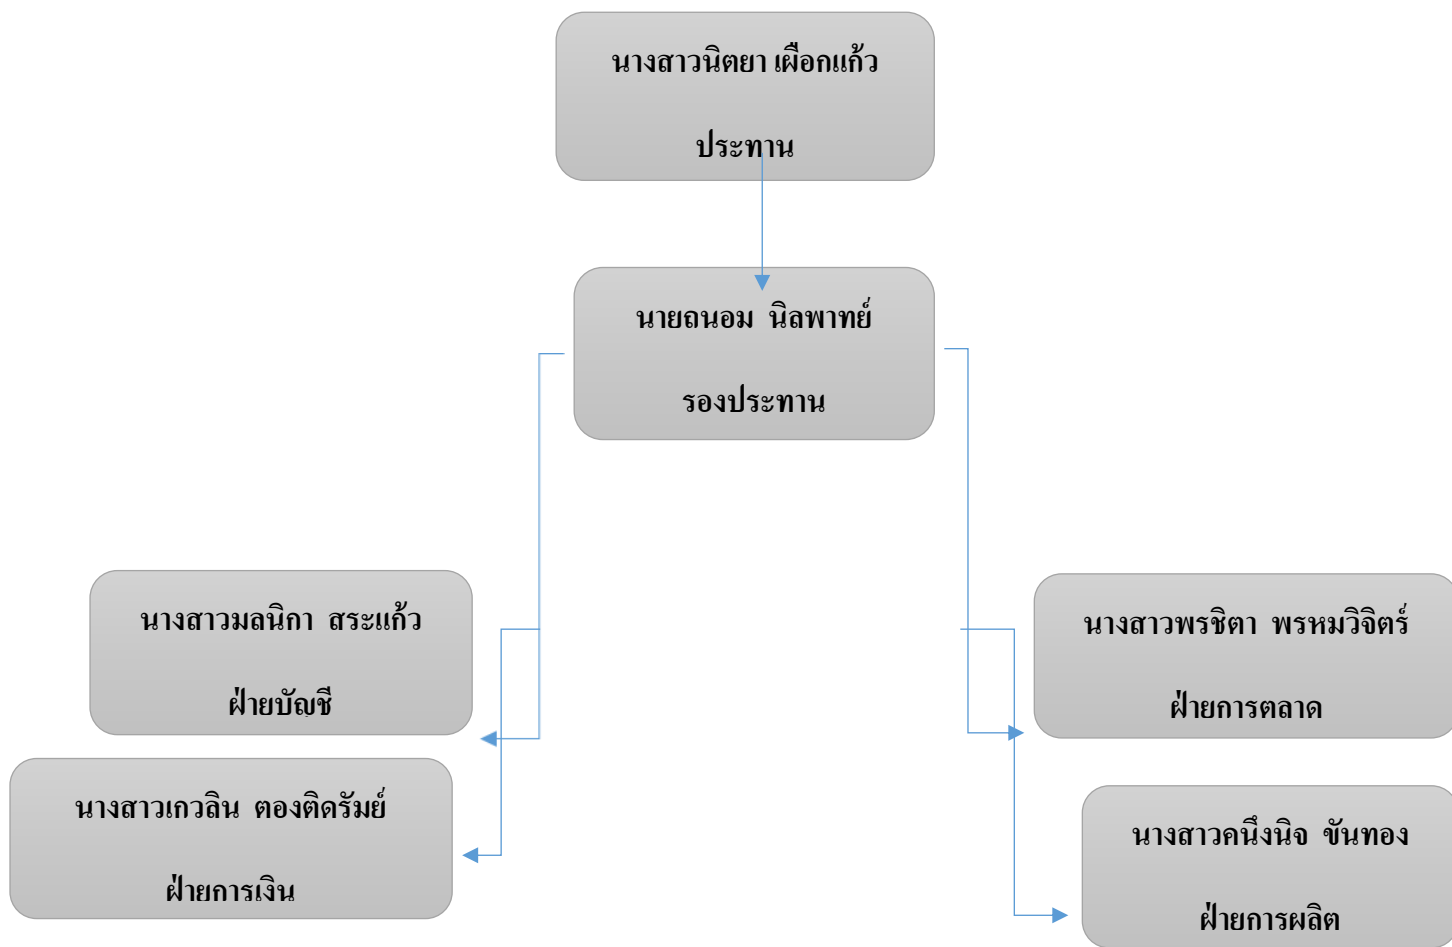 นางสาวนิตยา เผือกแก้ว
ประทาน
นายถนอม นิลพาทย์
รองประทาน
นางสาวมลนิกา สระแก้ว
ฝ่ายบัญชี
นางสาวพรชิตา พรหมวิจิตร์
ฝ่ายการตลาด
นางสาวเกวลิน ตองติดรัมย์
ฝ่ายการเงิน
นางสาวคนึงนิจ ขันทอง
ฝ่ายการผลิต